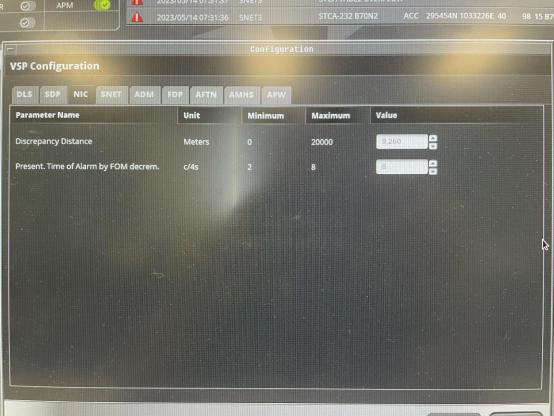 R APM 2023/05/14 07:31:37 SNET3
2023/05/14 07:31:36 SNET3 STCA-232 B70N2 ACC 295454N 1033226E 40 98 15 B7
Configuration
VSP Configuration
DLS SDP NIC SNET ADM FDP AFTN AMHS APW
Parameter Name Unit Minimum Maximum Value
Discrepancy Distance Meters 0 20000 9,260
Present. Time of Alarm by FOM decrem. c/4s 2 8 8